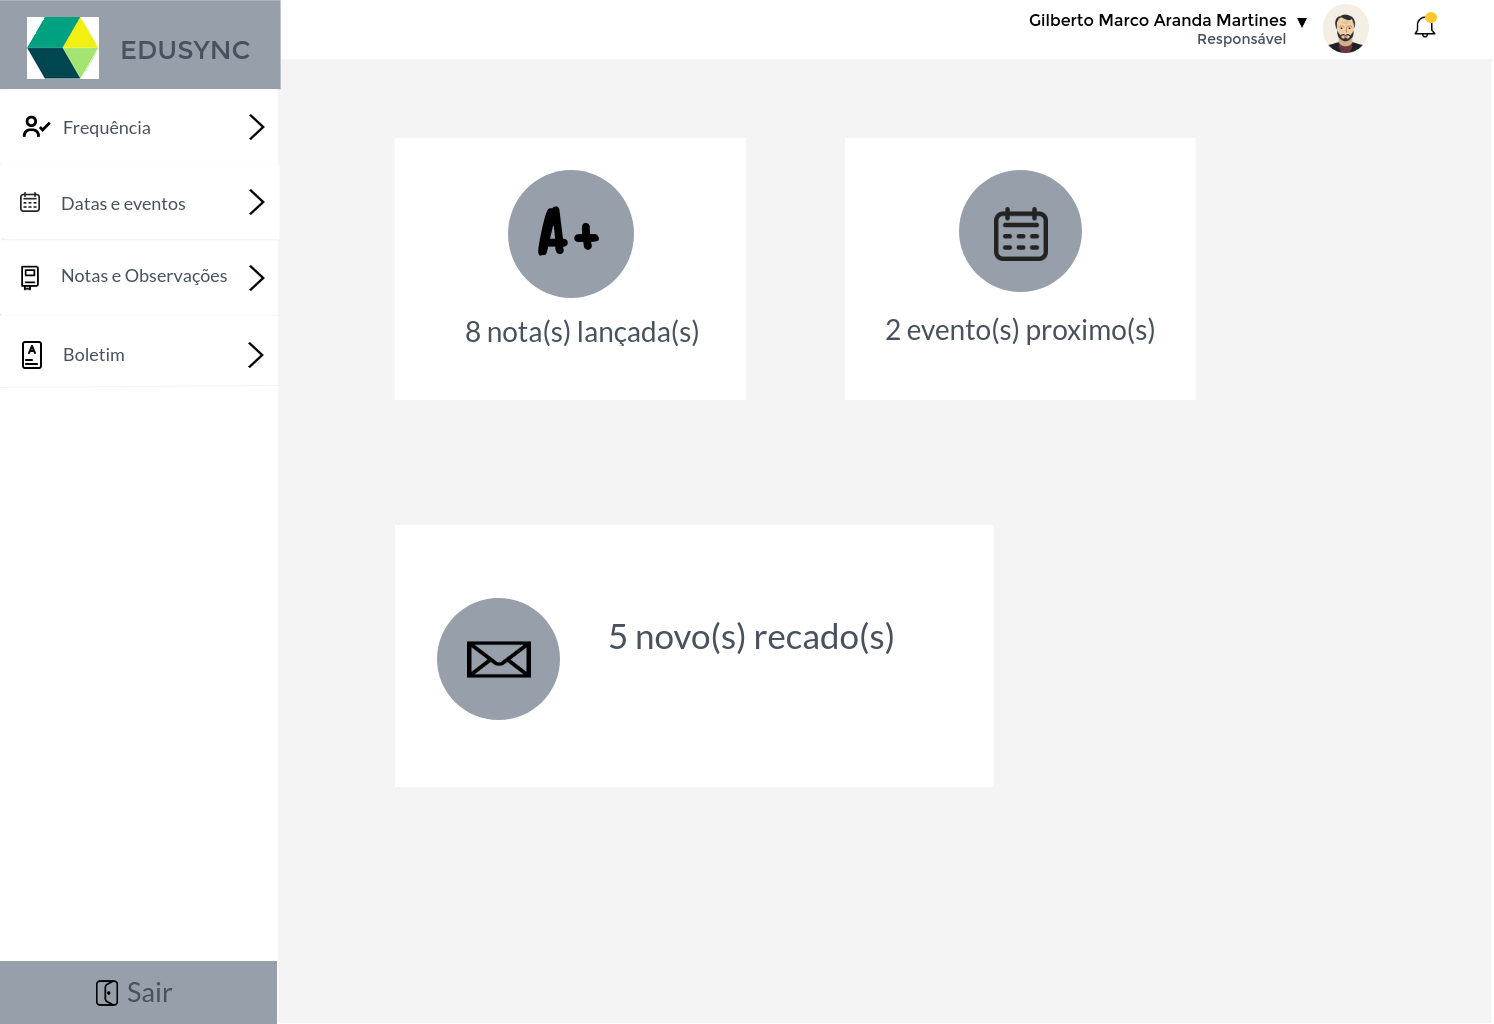 EDUSYNC
Gilberto Marco Aranda Martines ▼
Responsável
Frequência
Datas e eventos
Notas e Observações
Boletim
A+
8 nota(s) lançada(s)
2 evento(s) proximo(s)
5 novo(s) recado(s)
Sair